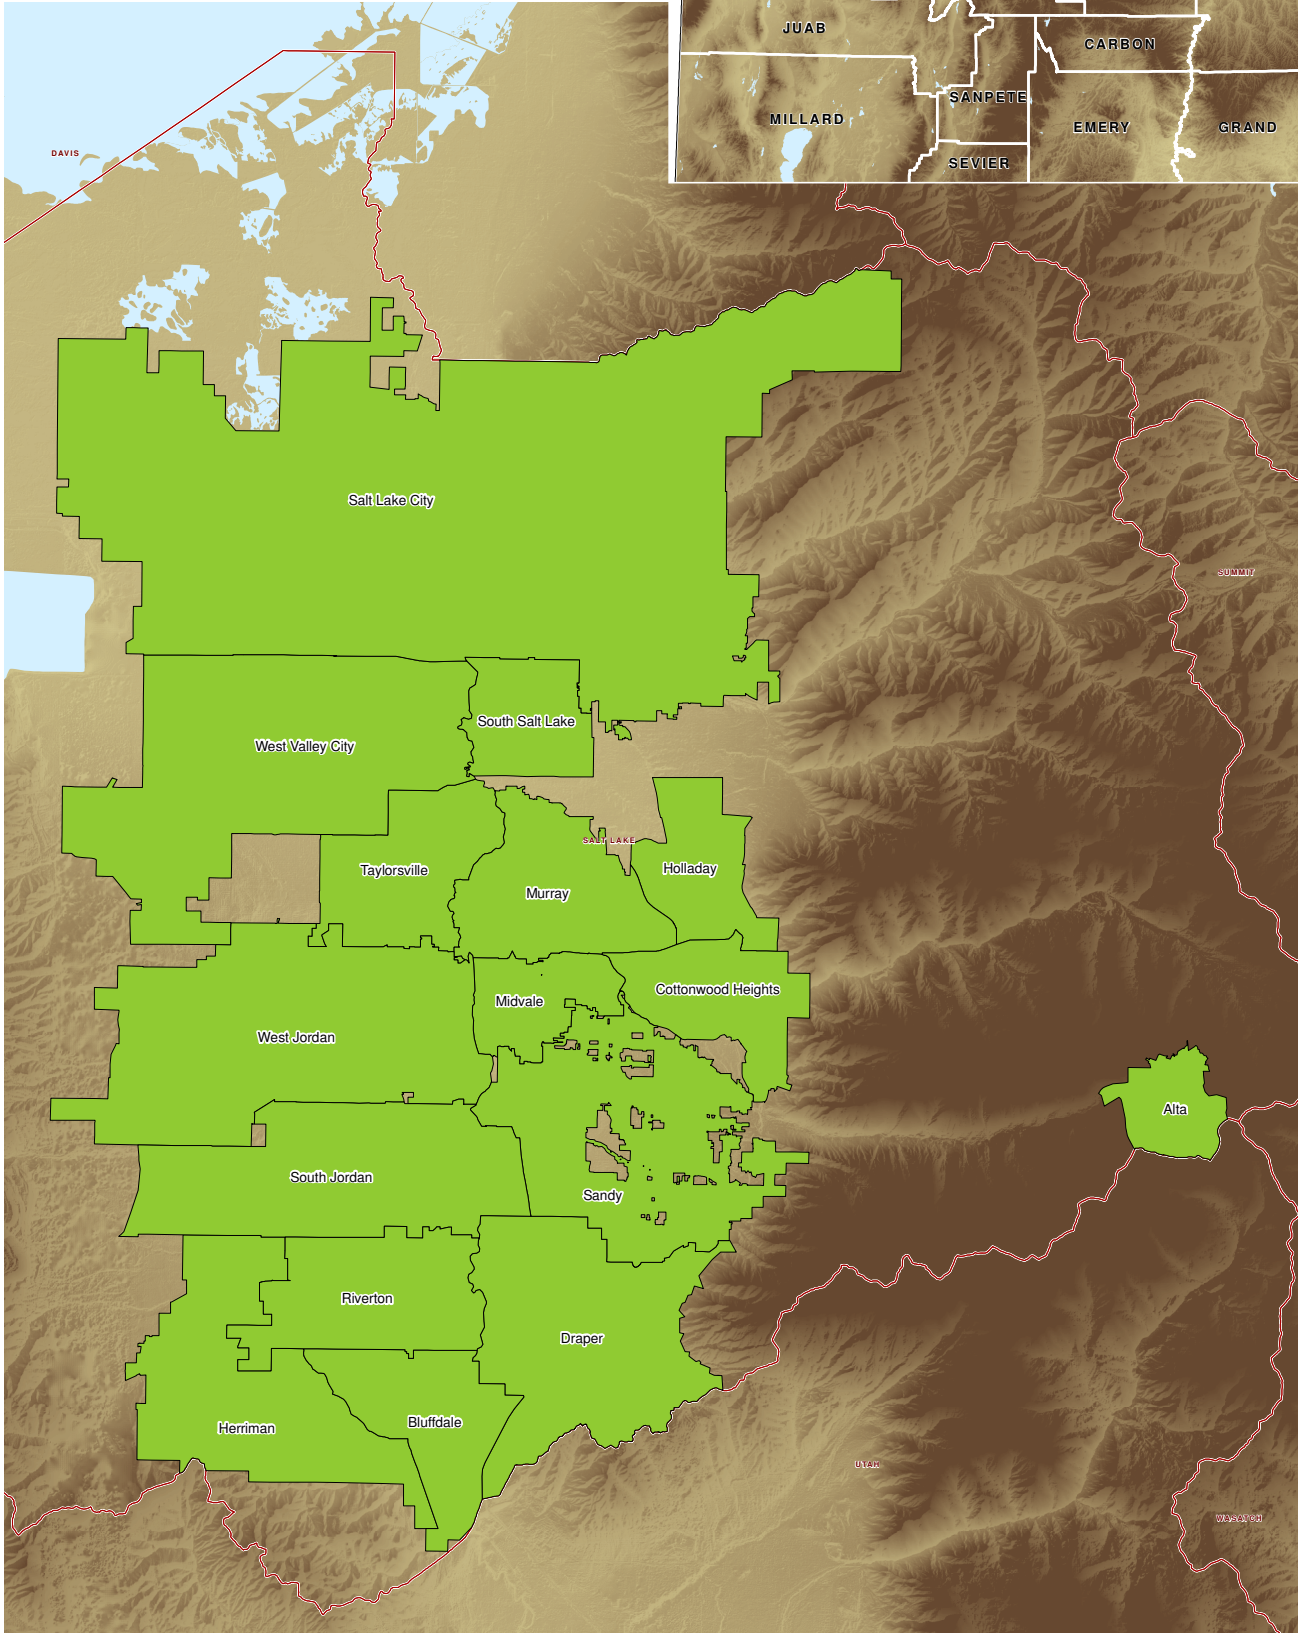 JUAB
CARBON
SANPETE
MILLARD
EMERY
GRAND
SEVIER
DAVIS
Salt Lake City
SUMMIT
South Salt Lake
West Valley City
SALT LAKE
Taylorsville
Holladay
Murray
Cottonwood Heights
Midvale
West Jordan
Alta
South Jordan
Sandy
Riverton
Draper
Bluffdale
Herriman
UTAH
WASATCH